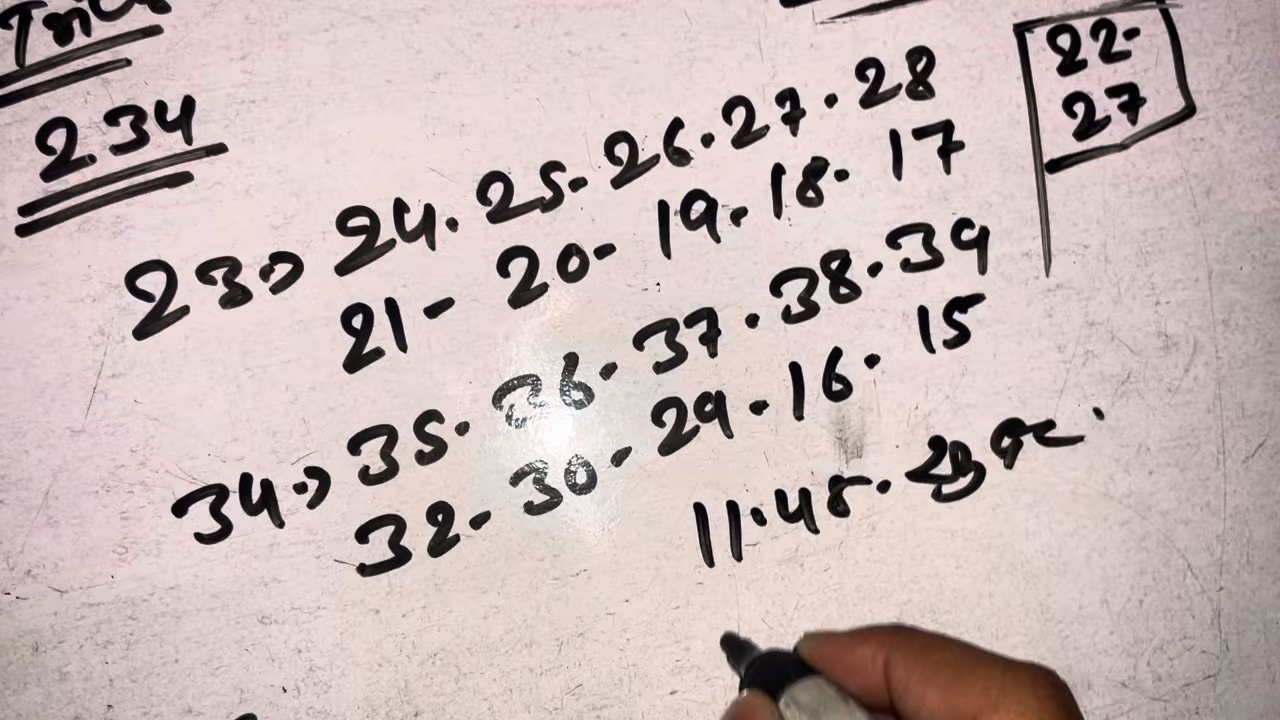 234
22.
27
23> 24. 25. 26. 27. 28
21- 20- 19. 18. 17
34.> 35. 36. 37. 38. 39
32. 30. 29. 16. 15
11.48.